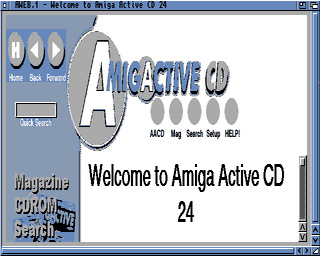 AWEB.1 - Welcome to Amiga Active CD 24
H
Home Back Forward
AMIGACTIVE CD
AACD Mag Search Setup HELP!
Quick Search
Welcome to Amiga Active CD
24
Magazine
CDROM
Search